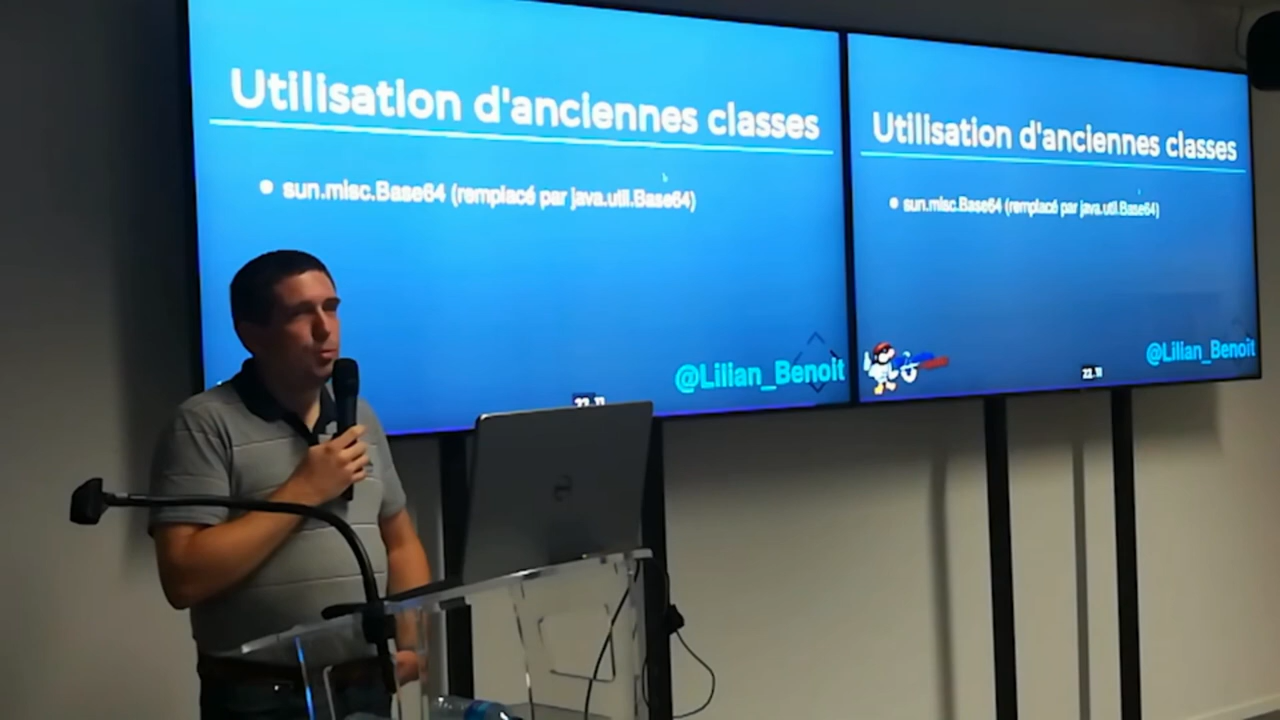 Utilisation d'anciennes classes
sun.misc.Base64 (remplacé par java.util.Base64)
@Lilian_Benoit
Utilisation d'anciennes classes
sun.misc.Base64 (remplacé par java.util.Base64)
@Lilian_Benoit